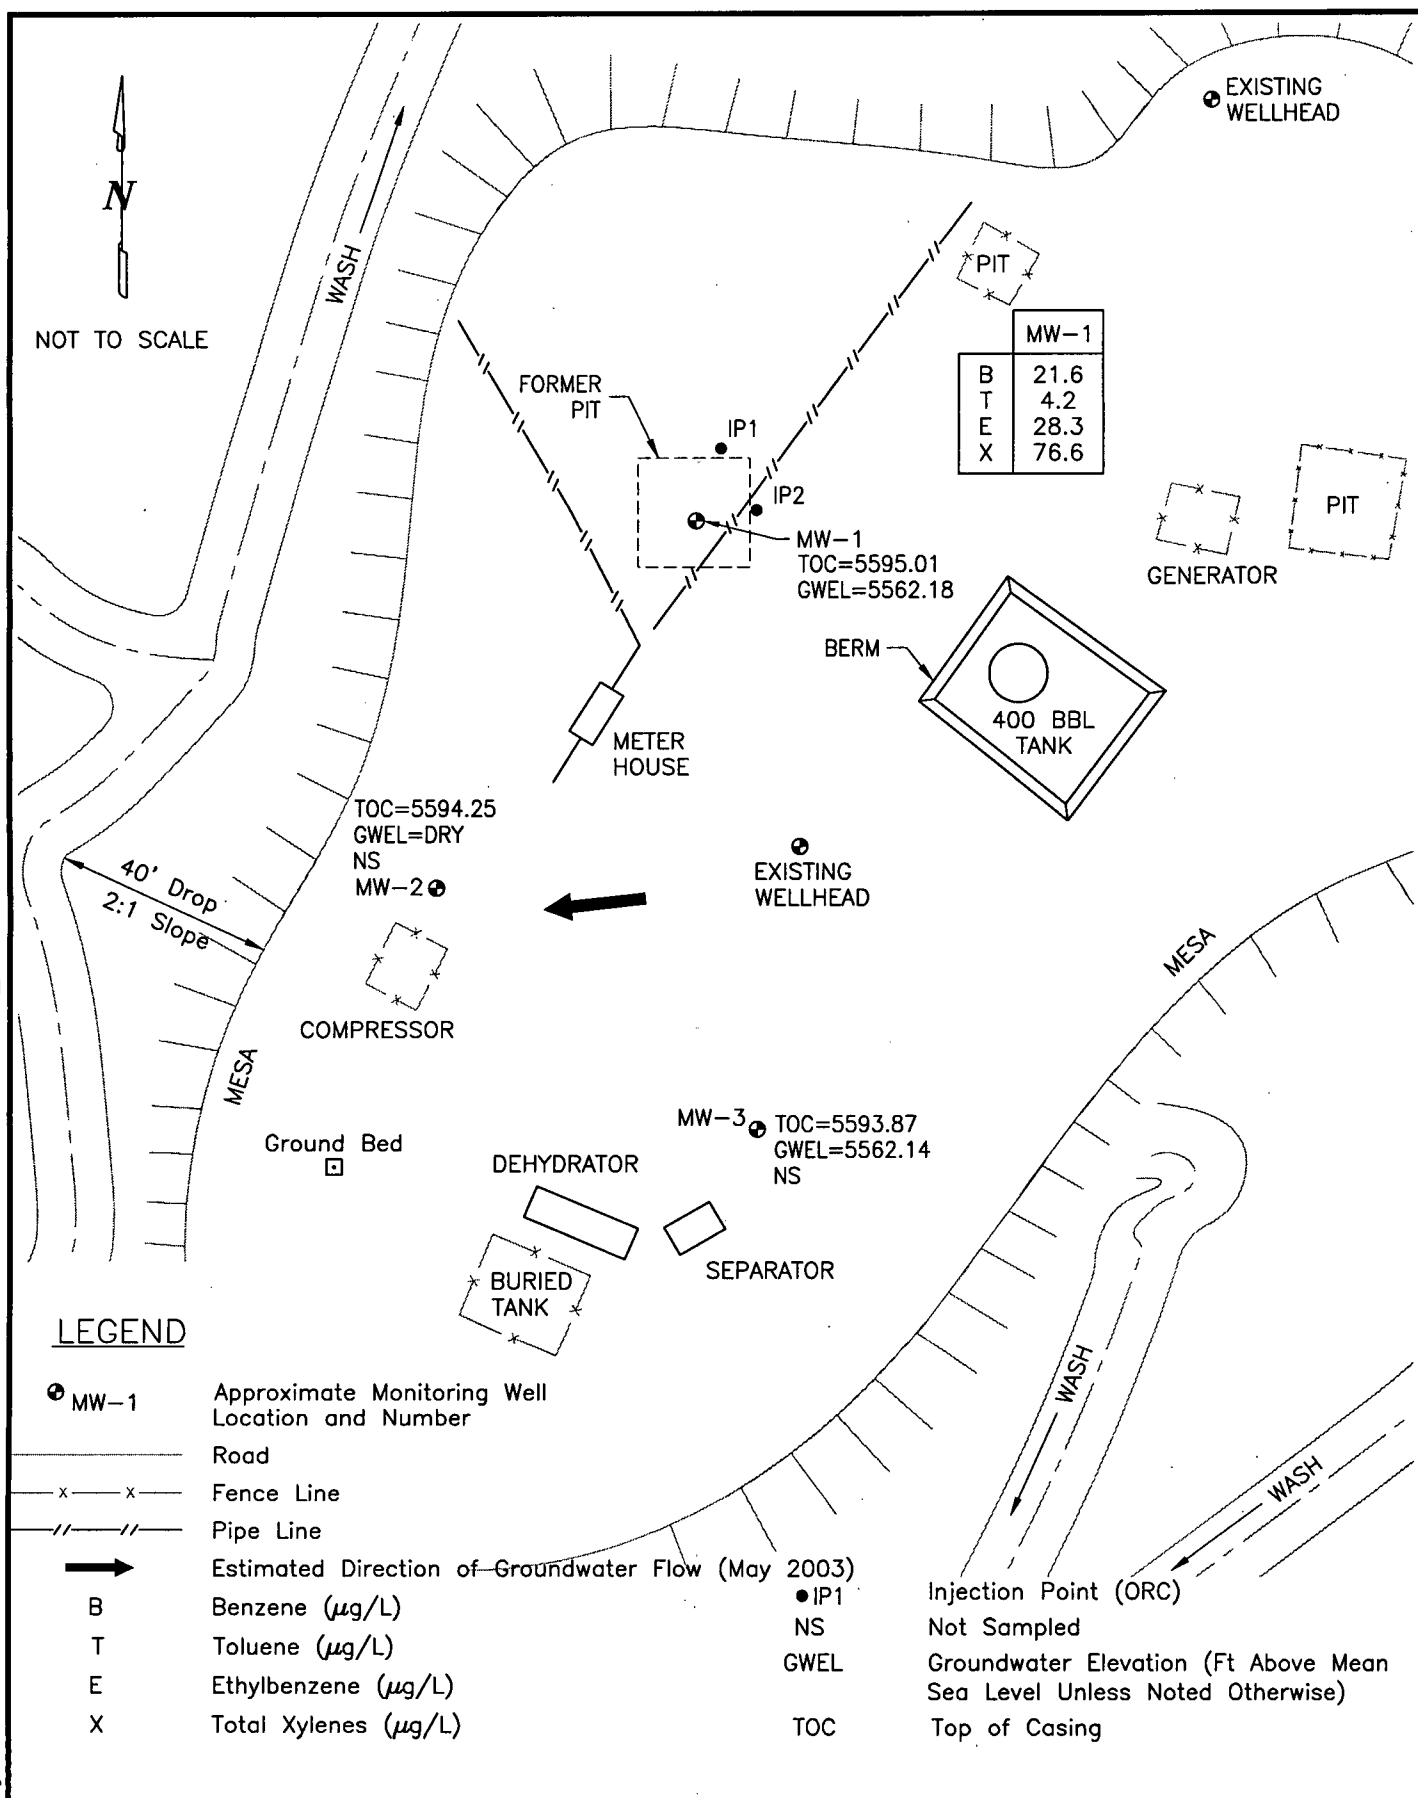 EXISTING
WELLHEAD
N
NOT TO SCALE
WASH
PIT
MW-1
B 21.6
T 4.2
E 28.3
X 76.6
FORMER
PIT
IP1
IP2
MW-1
TOC=5595.01
GWEL=5562.18
PIT
GENERATOR
BERM
400 BBL
TANK
METER
HOUSE
TOC=5594.25
GWEL=DRY
NS
MW-2
40' Drop
2:1 Slope
EXISTING
WELLHEAD
MESA
COMPRESSOR
MESA
MW-3
TOC=5593.87
GWEL=5562.14
NS
Ground Bed
DEHYDRATOR
SEPARATOR
BURIED
TANK
WASH
WASH
LEGEND
MW-1 Approximate Monitoring Well
Location and Number
Road
x x Fence Line
Pipe Line
Estimated Direction of Groundwater Flow (May 2003)
B Benzene (μg/L)
T Toluene (μg/L)
E Ethylbenzene (μg/L)
X Total Xylenes (μg/L)
IP1 Injection Point (ORC)
NS Not Sampled
GWEL Groundwater Elevation (Ft Above Mean
Sea Level Unless Noted Otherwise)
TOC Top of Casing